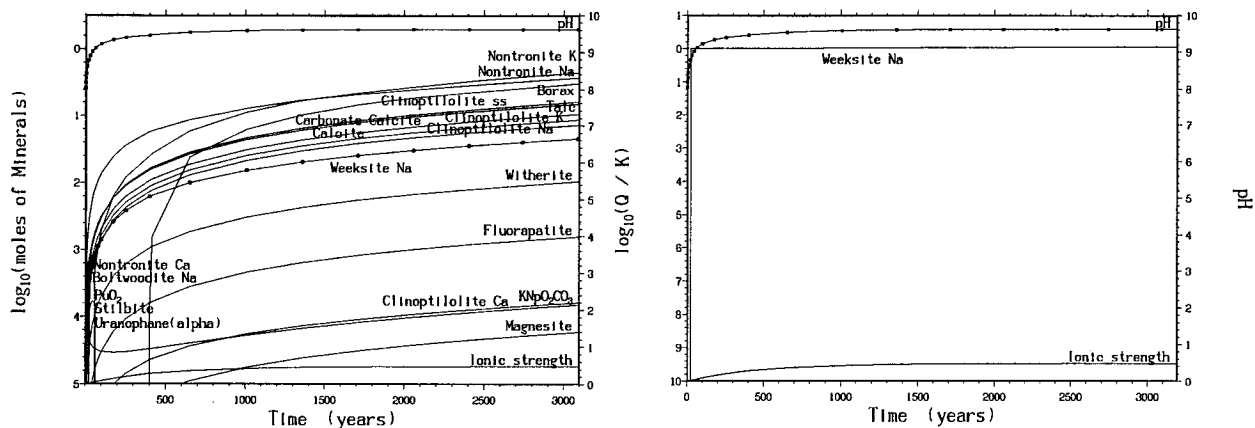 pH
Nontronite K
Nontronite Na
Borax
Clinoptilolite ss
Talc
Carbonate Calcite
Clinoptilolite K
Calcite
Clinoptilolite Na
Weeksite Na
Witherite
Fluorapatite
Nontronite Ca
Boltwoodite Na
PuO2
Stilbite
Uranophane(alpha)
Clinoptilolite Ca
KNpO2CO3
Magnesite
Ionic strength
log10(moles of Minerals)
0
1
2
3
4
5
10
9
8
7
6
5
4
3
2
1
0
500
1000
1500
2000
2500
3000
Time (years)
pH
Weeksite Na
Ionic strength
log10(Q / K)
1
0
1
2
3
4
5
6
7
8
9
10
10
9
8
7
6
5
4
3
2
1
0
pH
0
500
1000
1500
2000
2500
3000
Time (years)